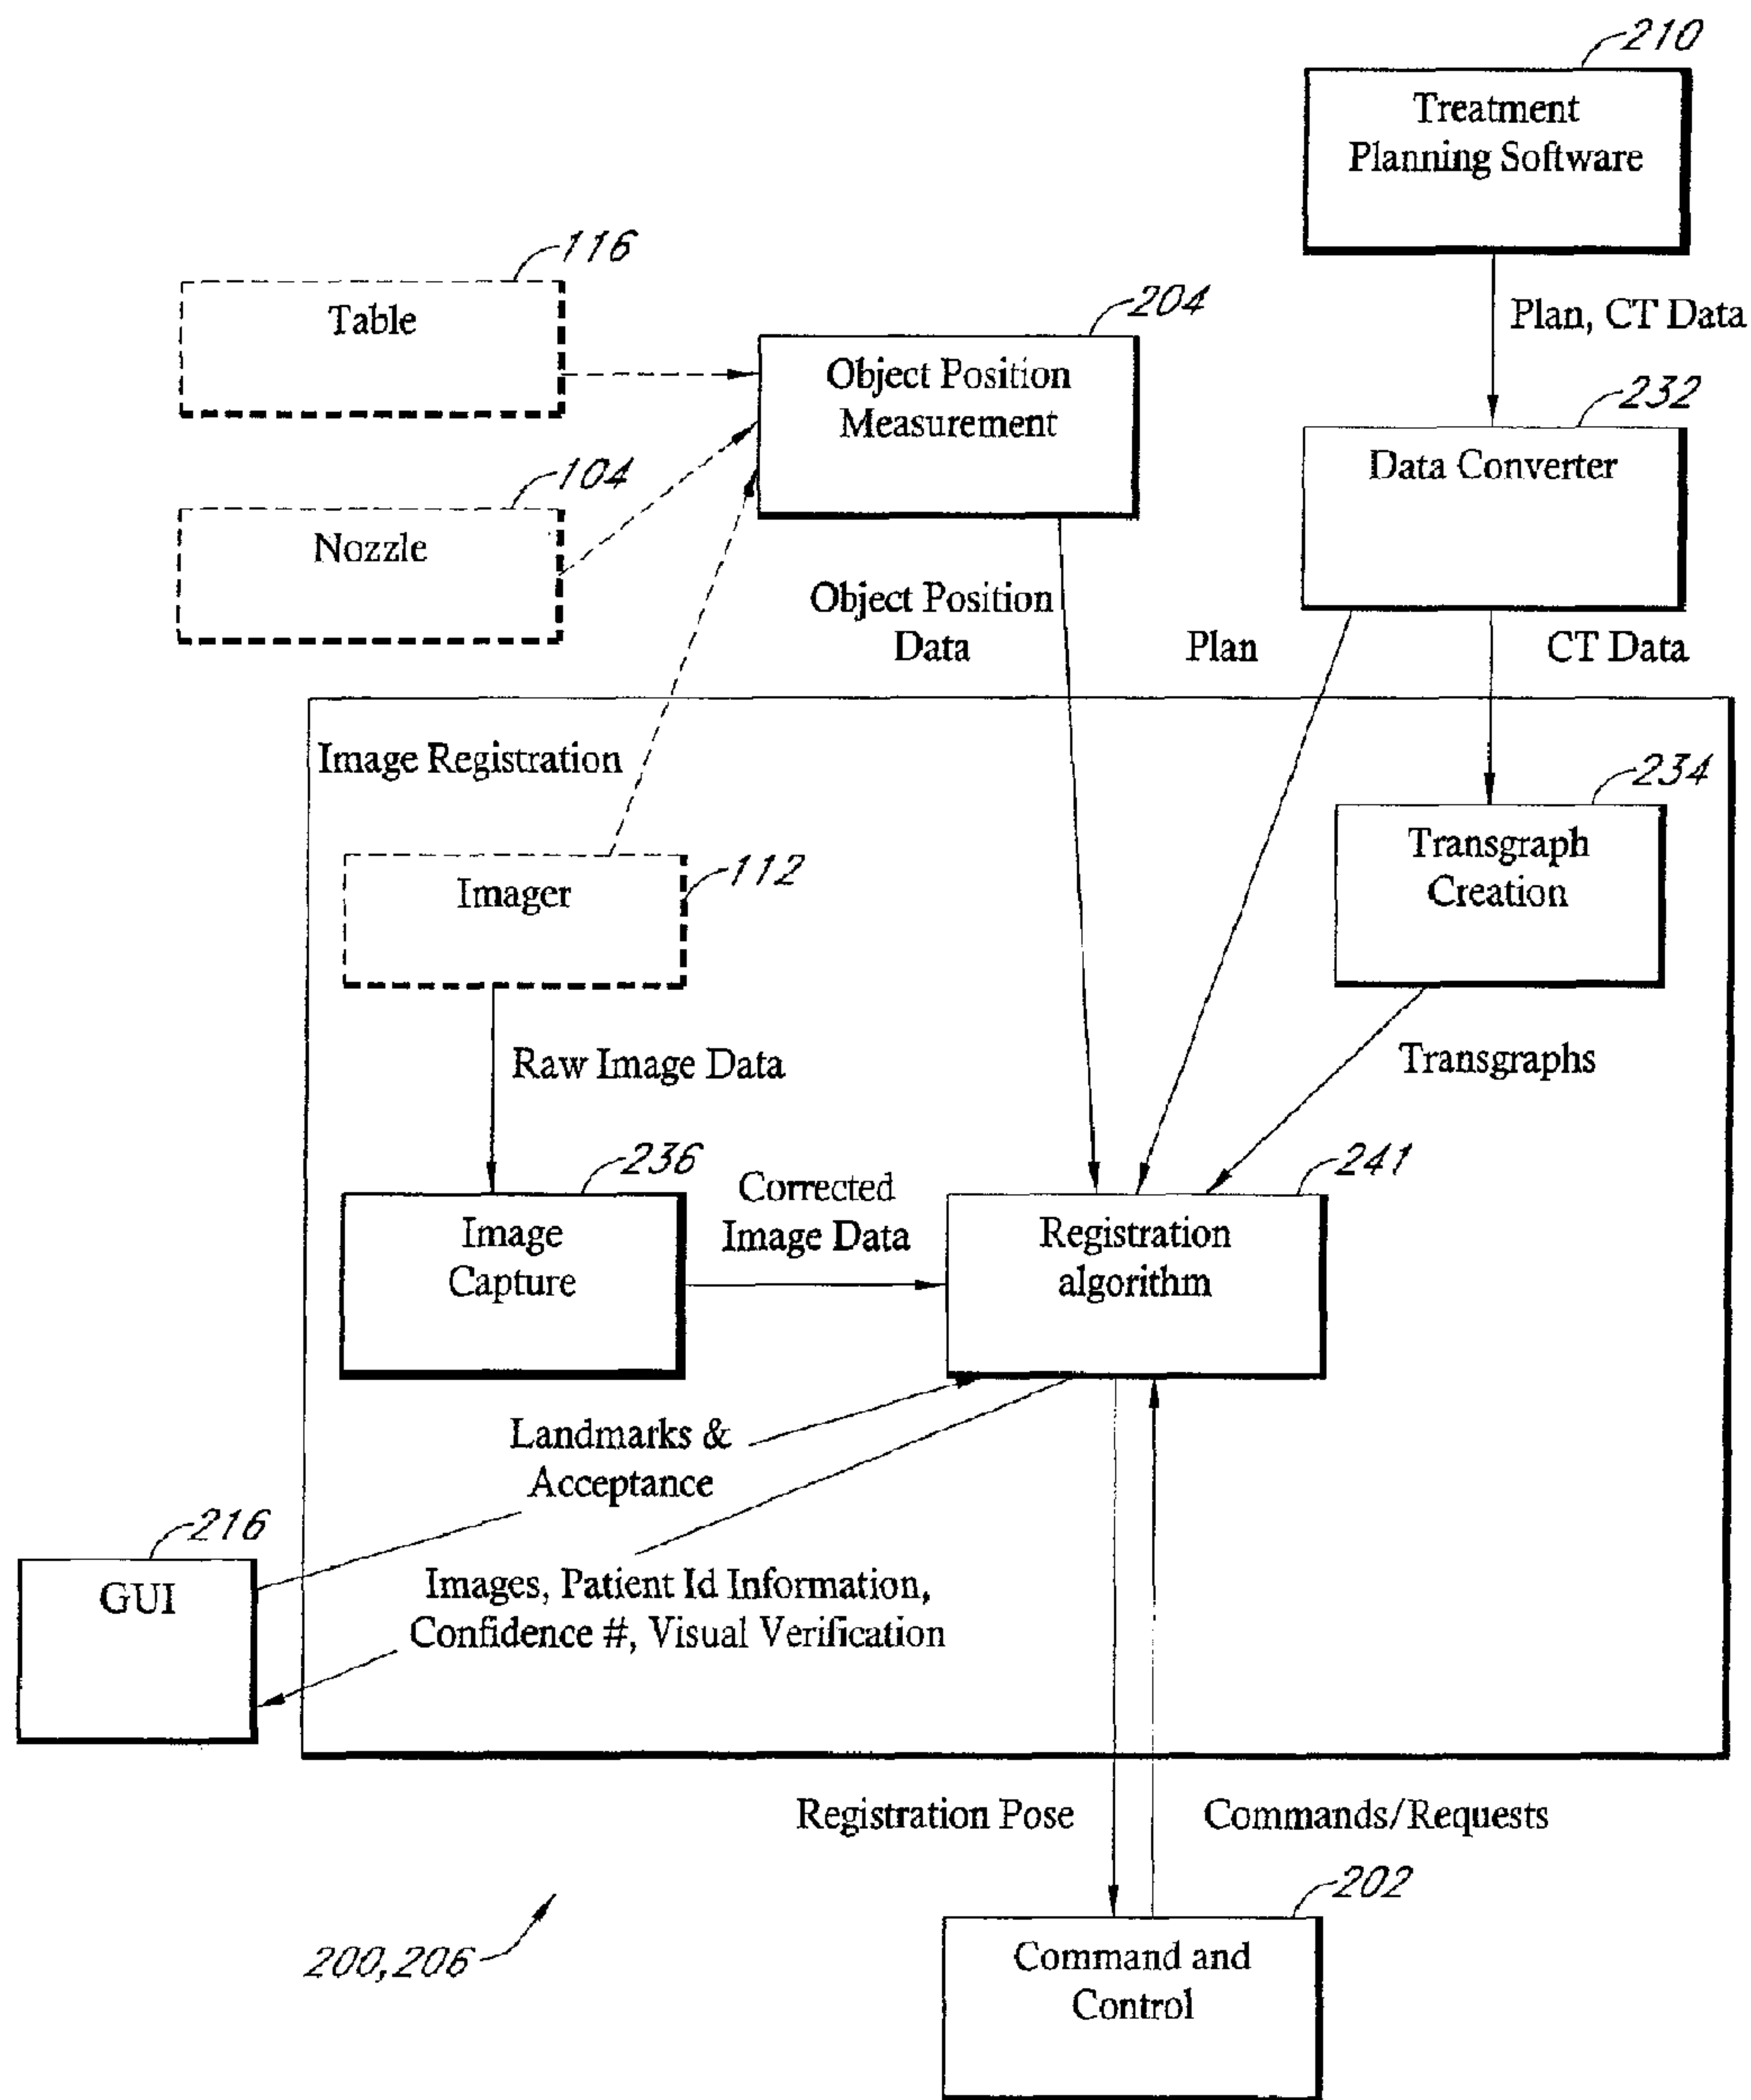 210
Treatment
Planning Software
116
Table
204
Object Position
Measurement
Plan, CT Data
232
Data Converter
104
Nozzle
Object Position
Data
Plan
CT Data
Image Registration
234
Transgraph
Creation
112
Imager
Raw Image Data
Transgraphs
236
Image
Capture
Corrected
Image Data
241
Registration
algorithm
Landmarks &
Acceptance
216
GUI
Images, Patient Id Information,
Confidence #, Visual Verification
Registration Pose
Commands/Requests
202
Command and
Control
200, 206